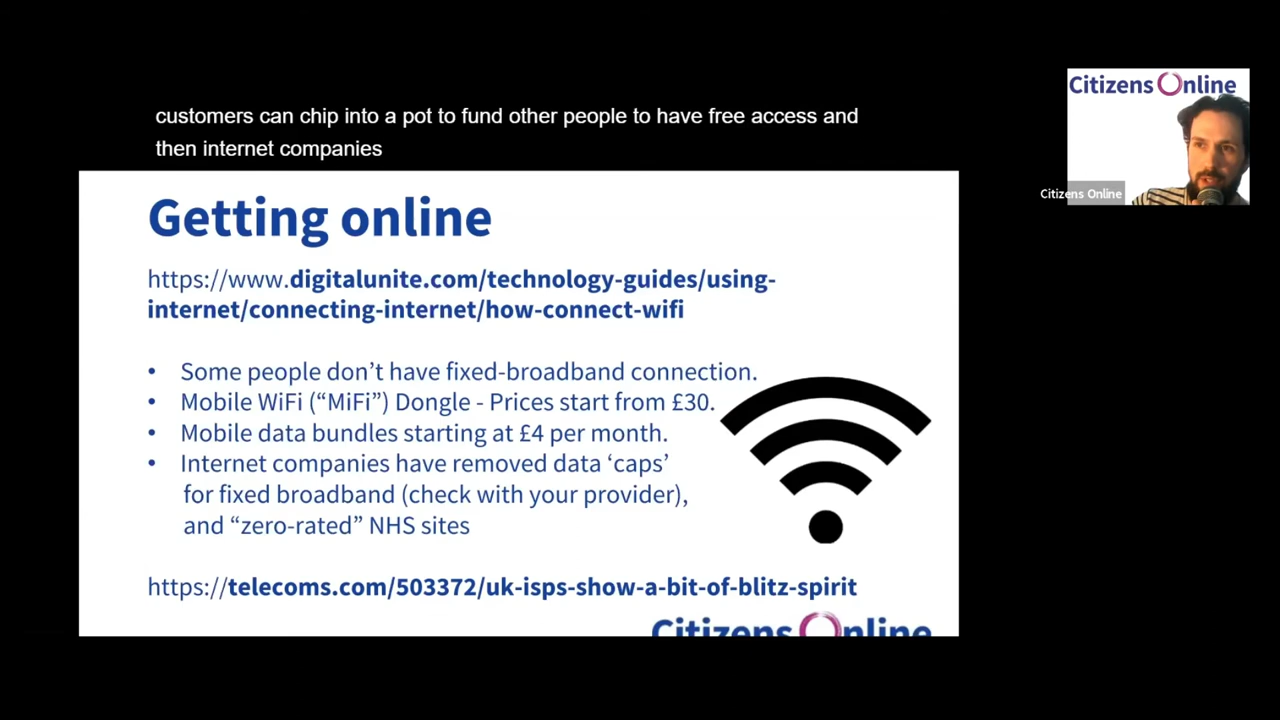 customers can chip into a pot to fund other people to have free access and
then internet companies
Citizens Online
Citizens Online
Getting online
https://www.digitalunite.com/technology-guides/using-
internet/connecting-internet/how-connect-wifi
• Some people don’t have fixed-broadband connection.
• Mobile WiFi (“MiFi”) Dongle - Prices start from £30.
• Mobile data bundles starting at £4 per month.
• Internet companies have removed data ‘caps’
for fixed broadband (check with your provider),
and “zero-rated” NHS sites
https://telecoms.com/503372/uk-isps-show-a-bit-of-blitz-spirit
Citizens Online